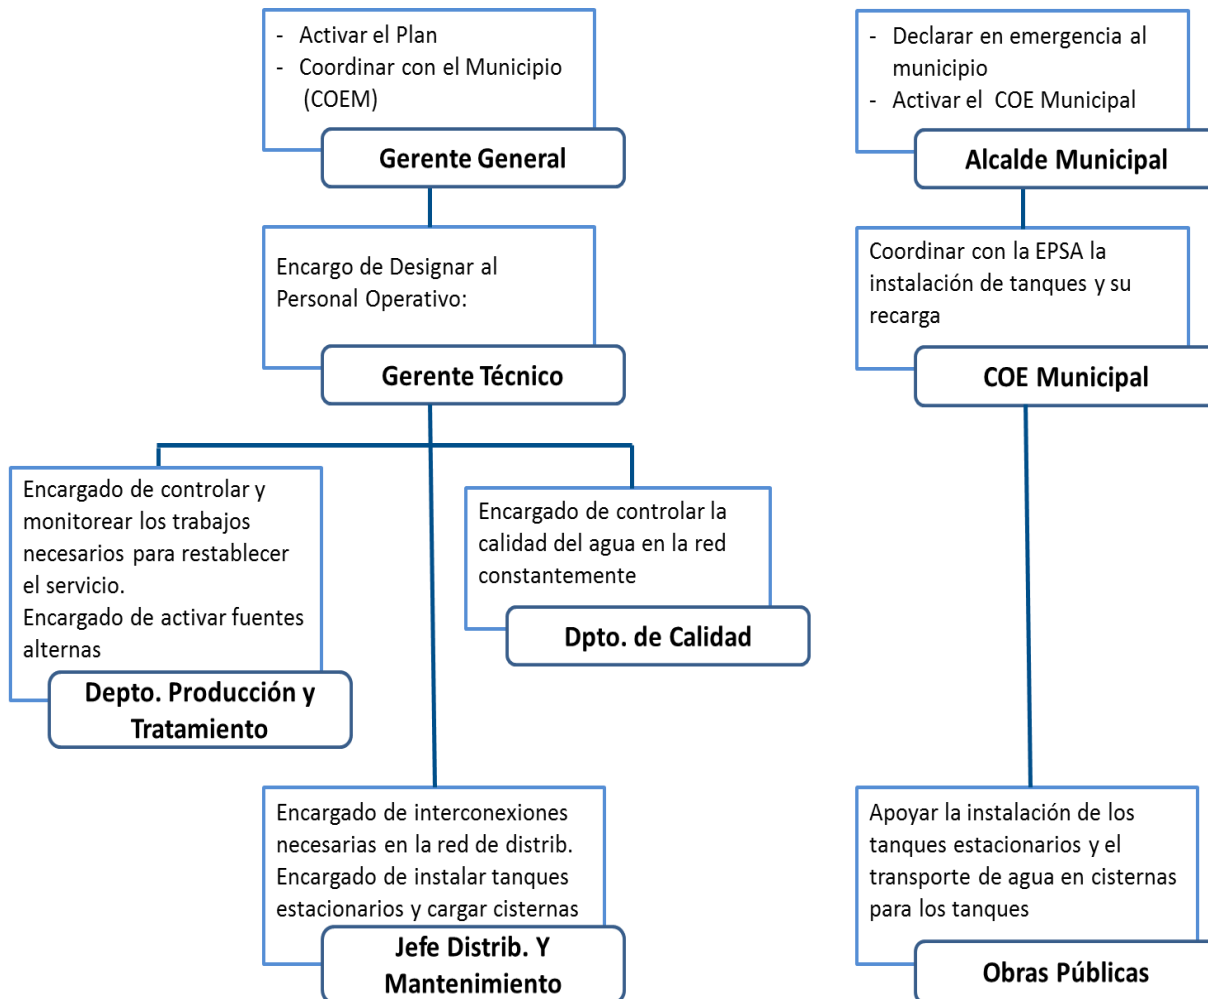 - Activar el Plan
- Coordinar con el Municipio
(COEM)
Gerente General
- Declarar en emergencia al
municipio
- Activar el COE Municipal
Alcalde Municipal
Encargo de Designar al
Personal Operativo:
Gerente Técnico
Coordinar con la EPSA la
instalación de tanques y su
recarga
COE Municipal
Encargado de controlar y
monitorear los trabajos
necesarios para restablecer
el servicio.
Encargado de activar fuentes
alternas
Depto. Producción y
Tratamiento
Encargado de controlar la
calidad del agua en la red
constantemente
Dpto. de Calidad
Encargado de interconexiones
necesarias en la red de distrib.
Encargado de instalar tanques
estacionarios y cargar cisternas
Jefe Distrib. Y
Mantenimiento
Apoyar la instalación de los
tanques estacionarios y el
transporte de agua en cisternas
para los tanques
Obras Públicas